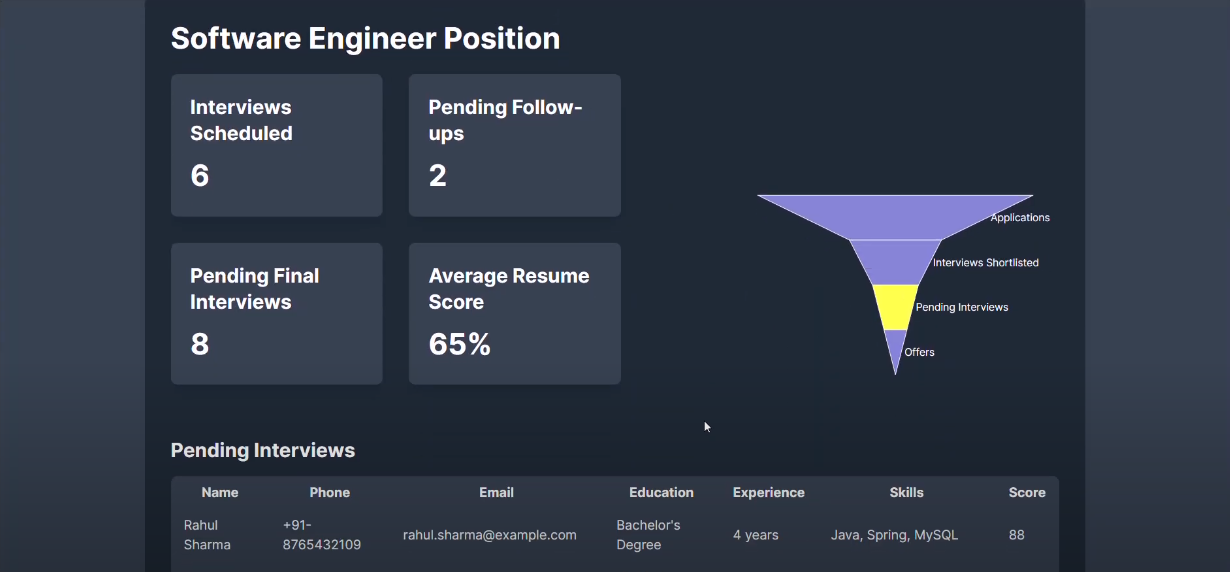 Software Engineer Position
Interviews
Scheduled
6
Pending Follow-
ups
2
Pending Final
Interviews
8
Average Resume
Score
65%
Applications
Interviews Shortlisted
Pending Interviews
Offers
Pending Interviews
Name Phone Email Education Experience Skills Score
Rahul
Sharma
+91-
8765432109
rahul.sharma@example.com
Bachelor's
Degree
4 years
Java, Spring, MySQL
88